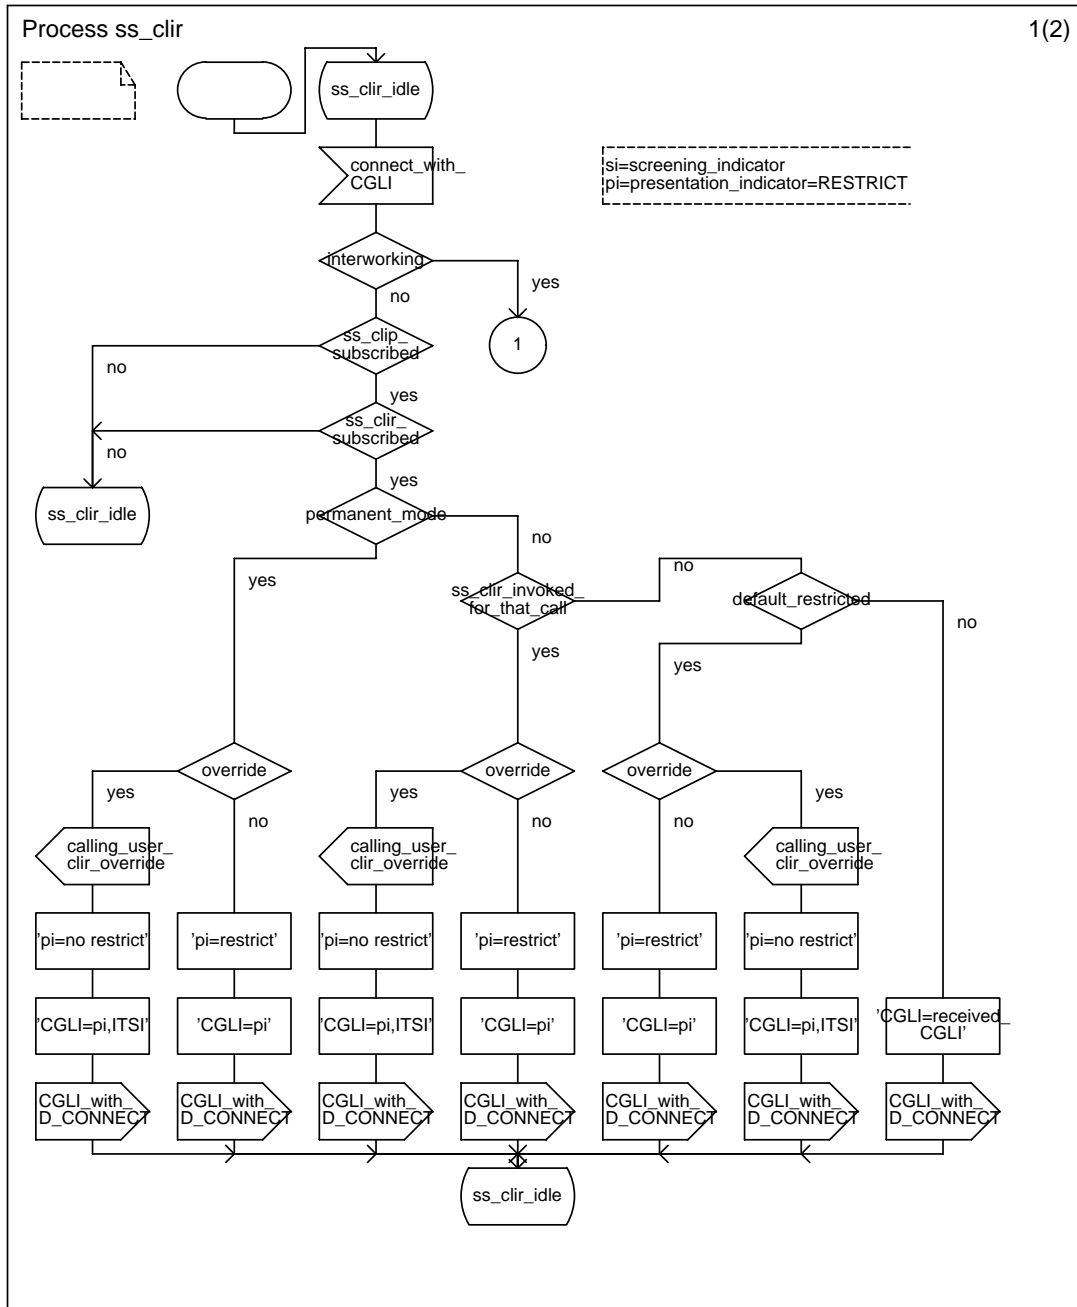 Process ss_clir
1(2)
ss_clir_idle
connect_with_
CGLI
si=screening_indicator
pi=presentation_indicator=RESTRICT
interworking
yes
no
ss_clip_
subscribed
1
no
yes
ss_clir_
subscribed
no
yes
ss_clir_idle
permanent_mode
no
yes
ss_clir_invoked_
for_that_call
no
default_restricted
no
yes
yes
override
override
override
yes
no
yes
no
no
yes
calling_user_
clir_override
calling_user_
clir_override
calling_user_
clir_override
'pi=no restrict'
'pi=restrict'
'pi=no restrict'
'pi=restrict'
'pi=restrict'
'pi=no restrict'
'CGLI=pi,ITSI'
'CGLI=pi'
'CGLI=pi,ITSI'
'CGLI=pi'
'CGLI=pi'
'CGLI=pi,ITSI'
'CGLI=received_
CGLI'
CGLI_with_
D_CONNECT
CGLI_with_
D_CONNECT
CGLI_with_
D_CONNECT
CGLI_with_
D_CONNECT
CGLI_with_
D_CONNECT
CGLI_with_
D_CONNECT
CGLI_with_
D_CONNECT
ss_clir_idle